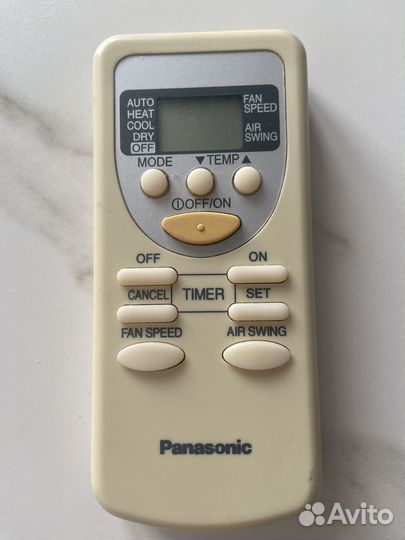 AUTO
HEAT
COOL
DRY
OFF
FAN
SPEED
AIR
SWING
MODE ▼TEMP▲
OFF/ON
OFF ON
CANCEL TIMER SET
FAN SPEED AIR SWING
Panasonic
Avito